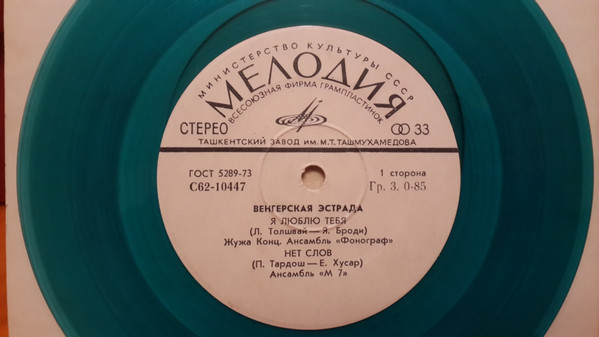 МИНИСТЕРСТВО КУЛЬТУРЫ СССР
МЕЛОДИЯ
ВСЕСОЮЗНАЯ ФИРМА ГРАМПЛАСТИНОК
СТЕРЕО
33
ТАШКЕНТСКИЙ ЗАВОД ИМ. М.Т. ТАШМУХАМЕДОВА
ГОСТ 5289-73
1 сторона
С62-10447
Гр. 3. 0-85
ВЕНГЕРСКАЯ ЭСТРАДА
Я ЛЮБЛЮ ТЕБЯ
(Л. Толшваи — Я. Броди)
Жужа Конц, Ансамбль «Фонограф»
НЕТ СЛОВ
(П. Тардош — Е. Хусар)
Ансамбль «М 7»